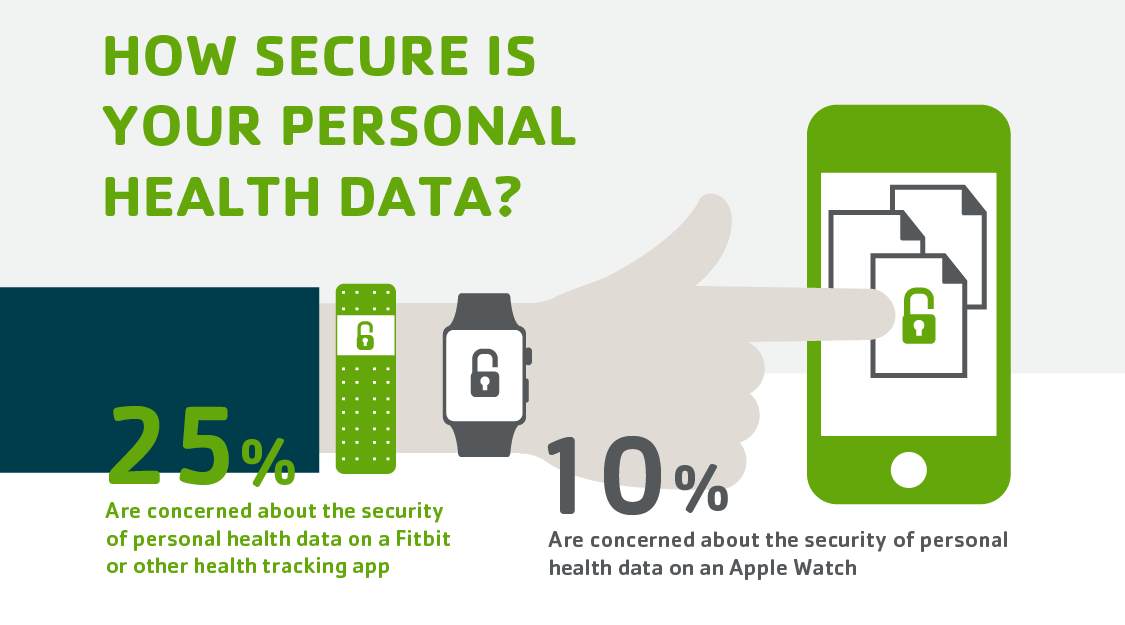 HOW SECURE IS
YOUR PERSONAL
HEALTH DATA?
25%
Are concerned about the security
of personal health data on a Fitbit
or other health tracking app
10%
Are concerned about the security of personal
health data on an Apple Watch